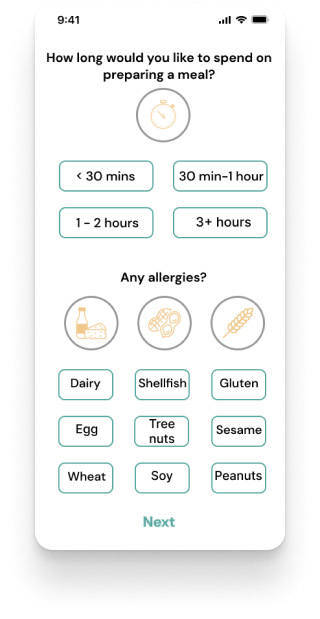 9:41
How long would you like to spend on
preparing a meal?
< 30 mins
30 min-1 hour
1 - 2 hours
3+ hours
Any allergies?
Dairy
Shellfish
Gluten
Egg
Tree
nuts
Sesame
Wheat
Soy
Peanuts
Next